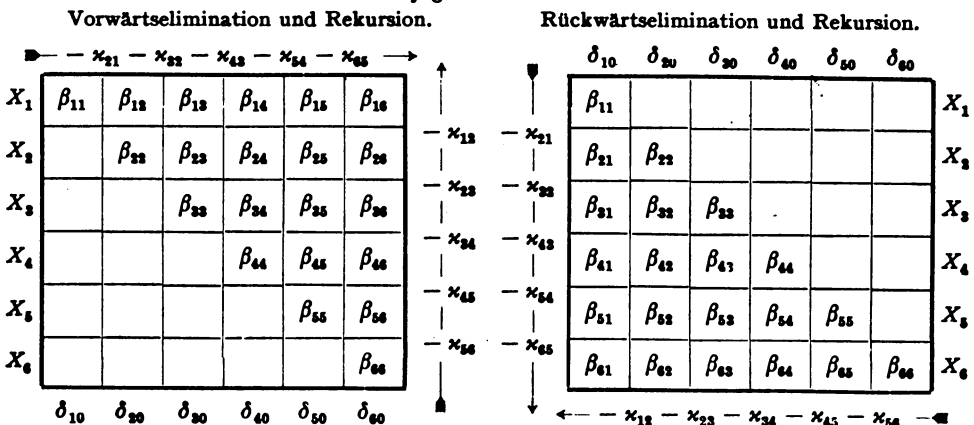 Vorwärtselimination und Rekursion. Rückwärtselimination und Rekursion.
— ϰ₂₁ — ϰ₃₂ — ϰ₄₃ — ϰ₅₄ — ϰ₆₅ → δ₁₀ δ₂₀ δ₃₀ δ₄₀ δ₅₀ δ₆₀
X₁ β₁₁ β₁₂ β₁₃ β₁₄ β₁₅ β₁₆ β₁₁ X₁
— ϰ₁₂ — ϰ₂₁
X₂ β₂₂ β₂₃ β₂₄ β₂₅ β₂₆ β₂₁ β₂₂ X₂
— ϰ₂₃ — ϰ₃₂
X₃ β₃₃ β₃₄ β₃₅ β₃₆ β₃₁ β₃₂ β₃₃ X₃
— ϰ₃₄ — ϰ₄₃
X₄ β₄₄ β₄₅ β₄₆ β₄₁ β₄₂ β₄₃ β₄₄ X₄
— ϰ₄₅ — ϰ₅₄
X₅ β₅₅ β₅₆ β₅₁ β₅₂ β₅₃ β₅₄ β₅₅ X₅
— ϰ₅₆ — ϰ₆₅
X₆ β₆₆ β₆₁ β₆₂ β₆₃ β₆₄ β₆₅ β₆₆ X₆
δ₁₀ δ₂₀ δ₃₀ δ₄₀ δ₅₀ δ₆₀ ← — ϰ₁₂ — ϰ₂₃ — ϰ₃₄ — ϰ₄₅ — ϰ₅₆ —